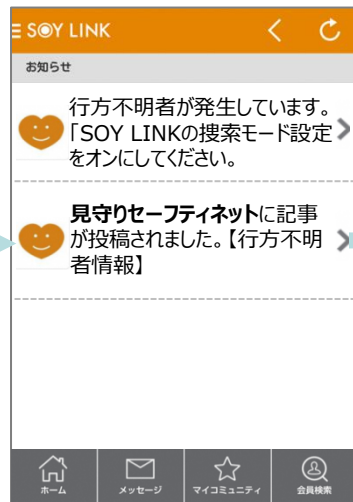 SOY LINK
お知らせ
行方不明者が発生しています。
「SOY LINKの捜索モード設定
をオンにしてください。
見守りセーフティネットに記事
が投稿されました。【行方不明
者情報】
ホーム
メッセージ
マイコミュニティ
会員検索